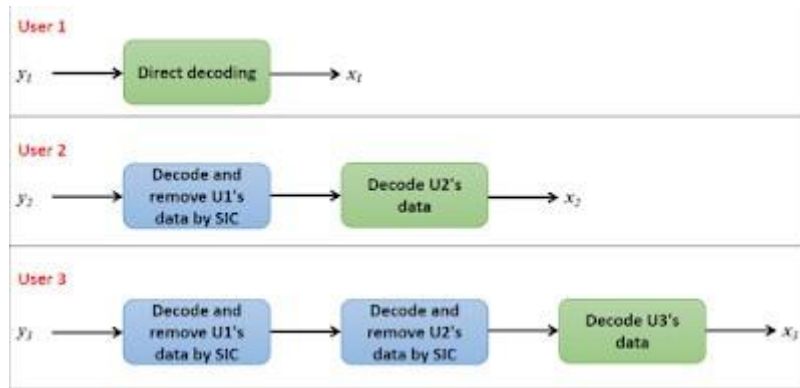 User 1
y1
Direct decoding
x1
User 2
y2
Decode and
remove U1's
data by SIC
Decode U2's
data
x2
User 3
y3
Decode and
remove U1's
data by SIC
Decode and
remove U2's
data by SIC
Decode U3's
data
x3